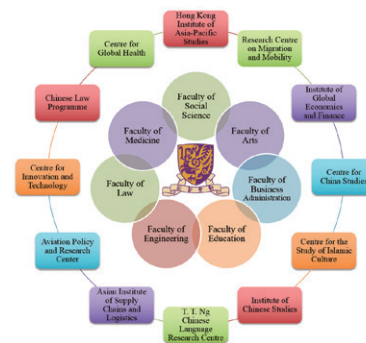 Hong Kong
Institute of
Asia-Pacific
Studies
Research Centre
on Migration
and Mobility
Institute of
Global
Economics
and Finance
Centre for
China Studies
Centre for the
Study of Islamic
Culture
Institute of
Chinese Studies
T. T. Ng
Chinese
Language
Research Centre
Asian Institute
of Supply
Chains and
Logistics
Aviation Policy
and Research
Center
Centre for
Innovation and
Technology
Chinese Law
Programme
Centre for
Global Health
Faculty of
Social
Science
Faculty of
Arts
Faculty of
Business
Administration
Faculty of
Education
Faculty of
Engineering
Faculty of
Law
Faculty of
Medicine